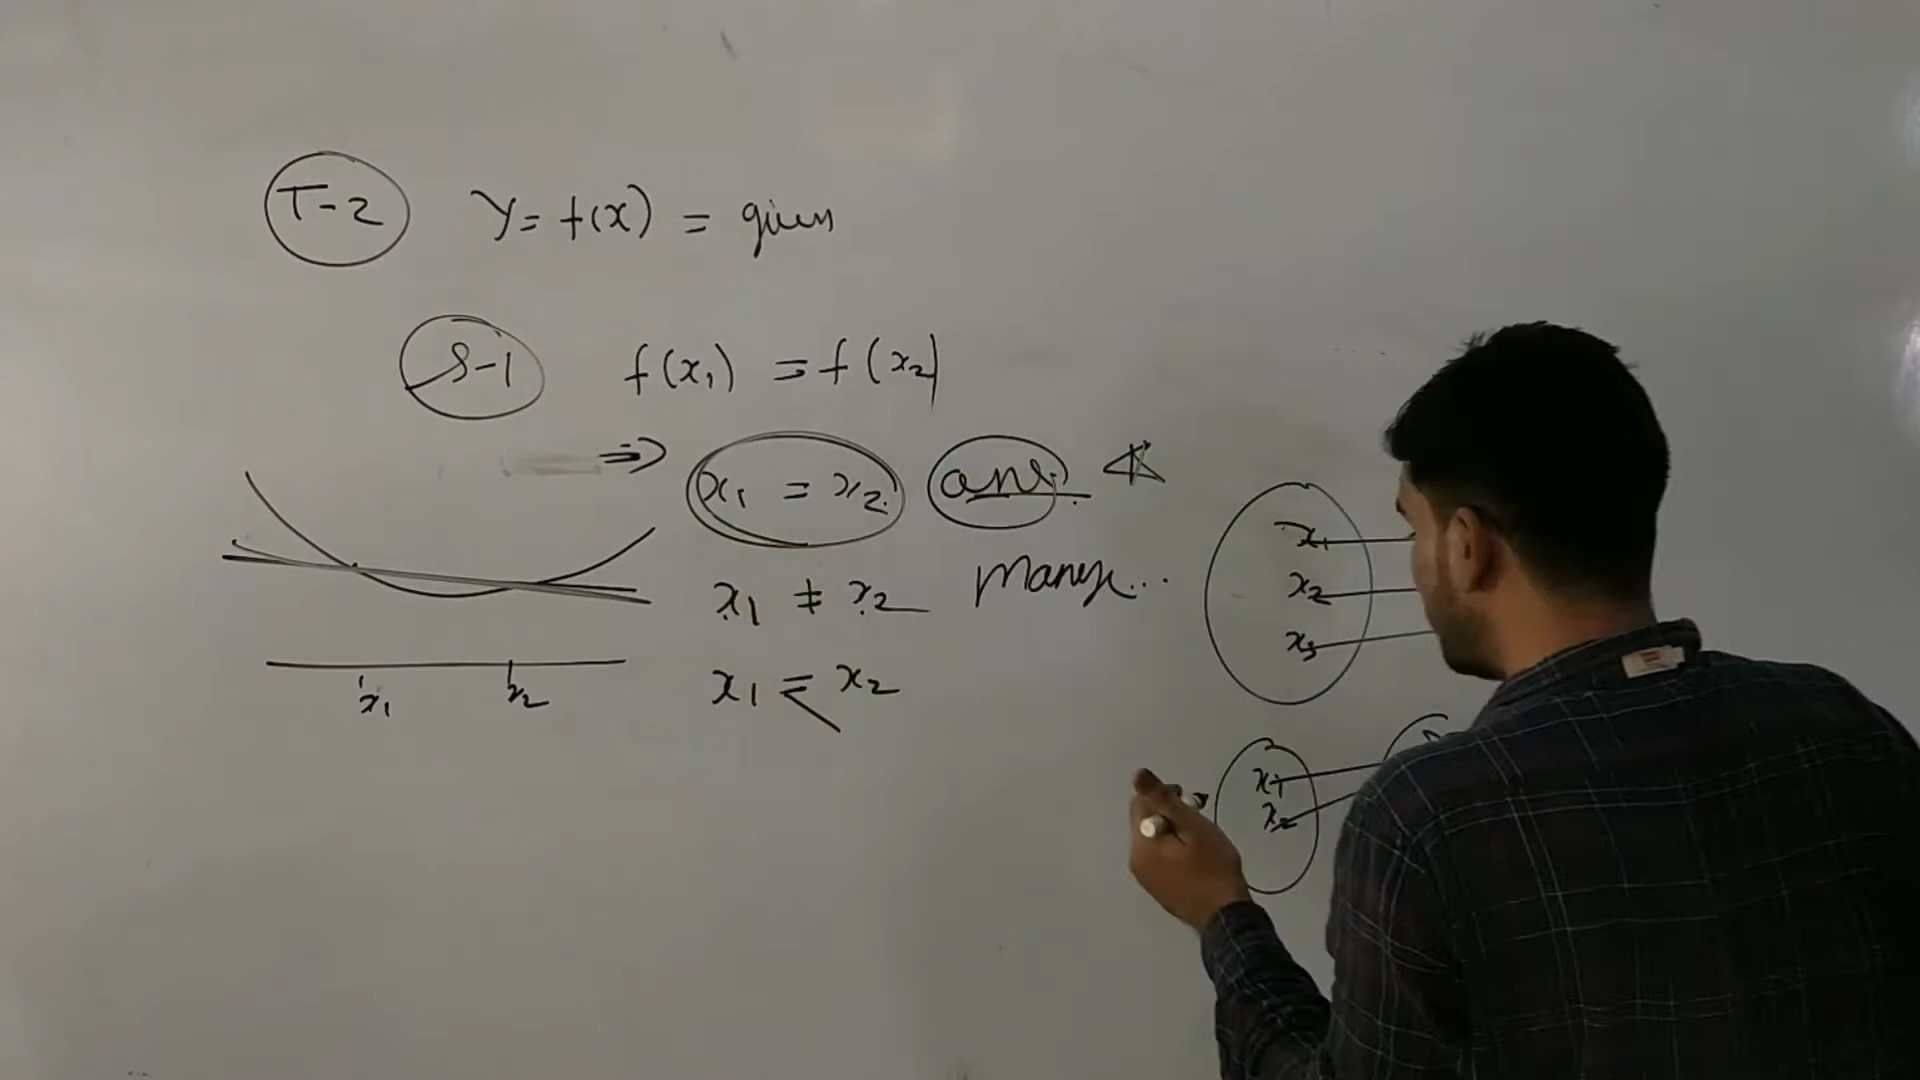 T-2 y = f(x) = given
S-1 f(x₁) = f(x₂)
⇒ x₁ = x₂ one.
x₁ ≠ x₂ many...
x₁ = x₂
x₁ x₂
x₁
x₂
x₃
x₁
x₂